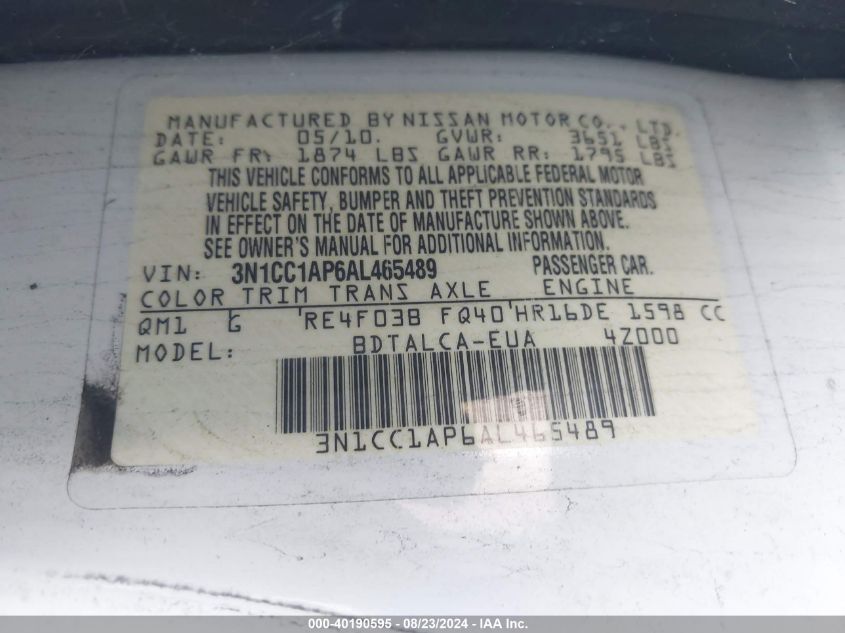 MANUFACTURED BY NISSAN MOTOR CO., LTD.
DATE: 05/10. GVWR: 3651 LBS
GAWR FR: 1874 LBS GAWR RR: 1795 LBS
THIS VEHICLE CONFORMS TO ALL APPLICABLE FEDERAL MOTOR
VEHICLE SAFETY, BUMPER AND THEFT PREVENTION STANDARDS
IN EFFECT ON THE DATE OF MANUFACTURE SHOWN ABOVE.
SEE OWNER'S MANUAL FOR ADDITIONAL INFORMATION.
VIN: 3N1CC1AP6AL465489 PASSENGER CAR.
COLOR TRIM TRANS AXLE ENGINE
QM1 G RE4F03B FQ40 HR16DE 1598 CC
MODEL: BDTALCA-EUA 4Z000
3N1CC1AP6AL465489
000-40190595 - 08/23/2024 - IAA Inc.